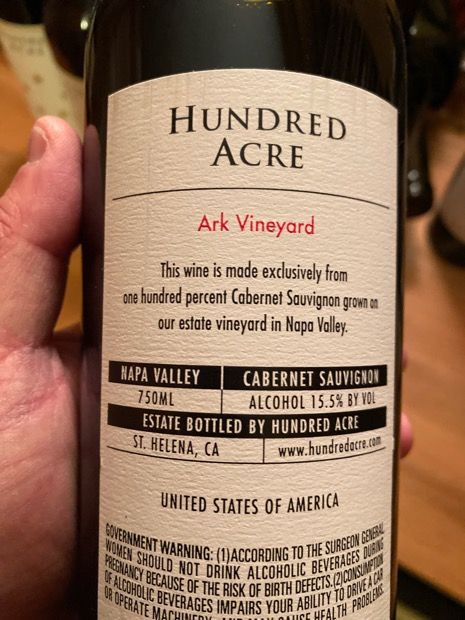 HUNDRED
ACRE
Ark Vineyard
This wine is made exclusively from
one hundred percent Cabernet Sauvignon grown on
our estate vineyard in Napa Valley.
NAPA VALLEY CABERNET SAUVIGNON
750ML ALCOHOL 15.5% BY VOL
ESTATE BOTTLED BY HUNDRED ACRE
ST. HELENA, CA www.hundredacre.com
UNITED STATES OF AMERICA
GOVERNMENT WARNING: (1) ACCORDING TO THE SURGEON GENERAL,
WOMEN SHOULD NOT DRINK ALCOHOLIC BEVERAGES DURING
PREGNANCY BECAUSE OF THE RISK OF BIRTH DEFECTS. (2) CONSUMPTION
OF ALCOHOLIC BEVERAGES IMPAIRS YOUR ABILITY TO DRIVE A CAR
OR OPERATE MACHINERY, AND MAY CAUSE HEALTH PROBLEMS.